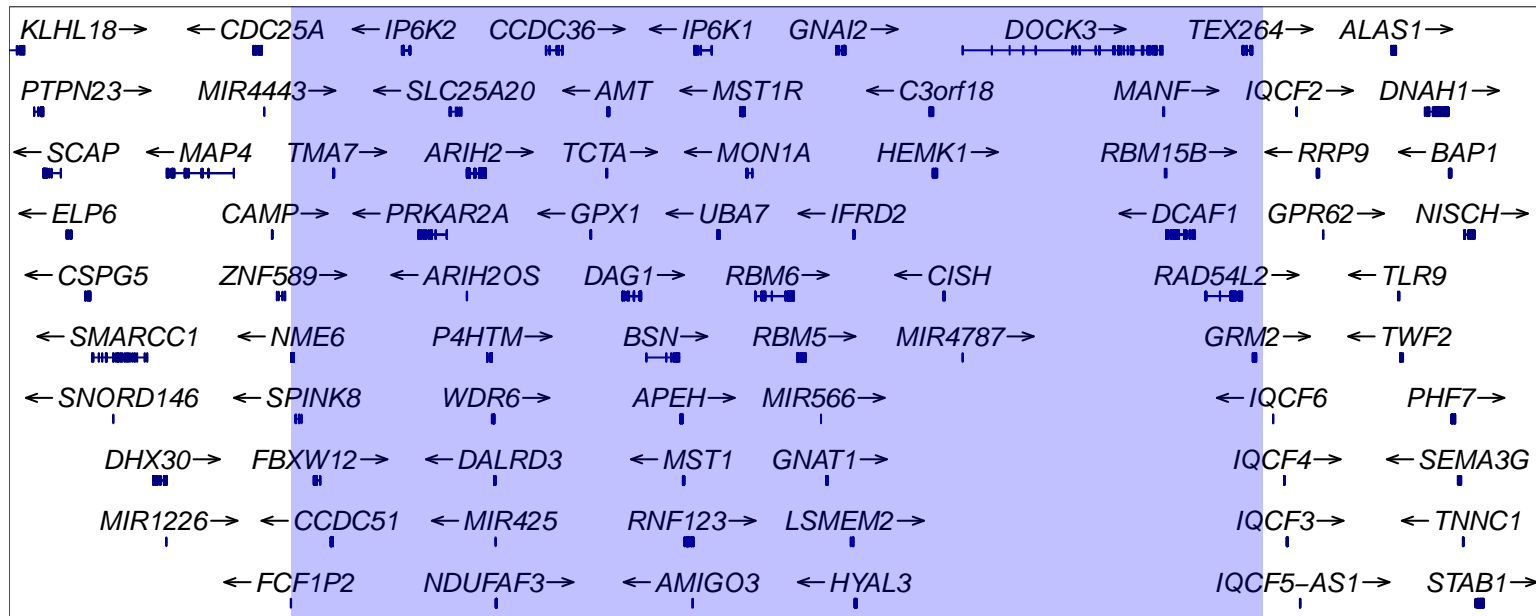 KLHL18→ ←CDC25A ←IP6K2 CCDC36→ ←IP6K1 GNAI2→ DOCK3→ TEX264→ ALAS1→
PTPN23→ MIR4443→ ←SLC25A20 ←AMT ←MST1R ←C3orf18 MANF→ IQCF2→ DNAH1→
←SCAP ←MAP4 TMA7→ ARIH2→ TCTA→ ←MON1A HEMK1→ RBM15B→ ←RRP9 ←BAP1
←ELP6 CAMP→ ←PRKAR2A ←GPX1 ←UBA7 ←IFRD2 ←DCAF1 GPR62→ NISCH→
←CSPG5 ZNF589→ ←ARIH2OS DAG1→ RBM6→ ←CISH RAD54L2→ ←TLR9
←SMARCC1 ←NME6 P4HTM→ BSN→ RBM5→ MIR4787→ GRM2→ ←TWF2
←SNORD146 ←SPINK8 WDR6→ APEH→ MIR566→ ←IQCF6 PHF7→
DHX30→ FBXW12→ ←DALRD3 ←MST1 GNAT1→ IQCF4→ ←SEMA3G
MIR1226→ ←CCDC51 ←MIR425 RNF123→ LSMEM2→ IQCF3→ ←TNNC1
←FCF1P2 NDUFAF3→ ←AMIGO3 ←HYAL3 IQCF5−AS1→ STAB1→